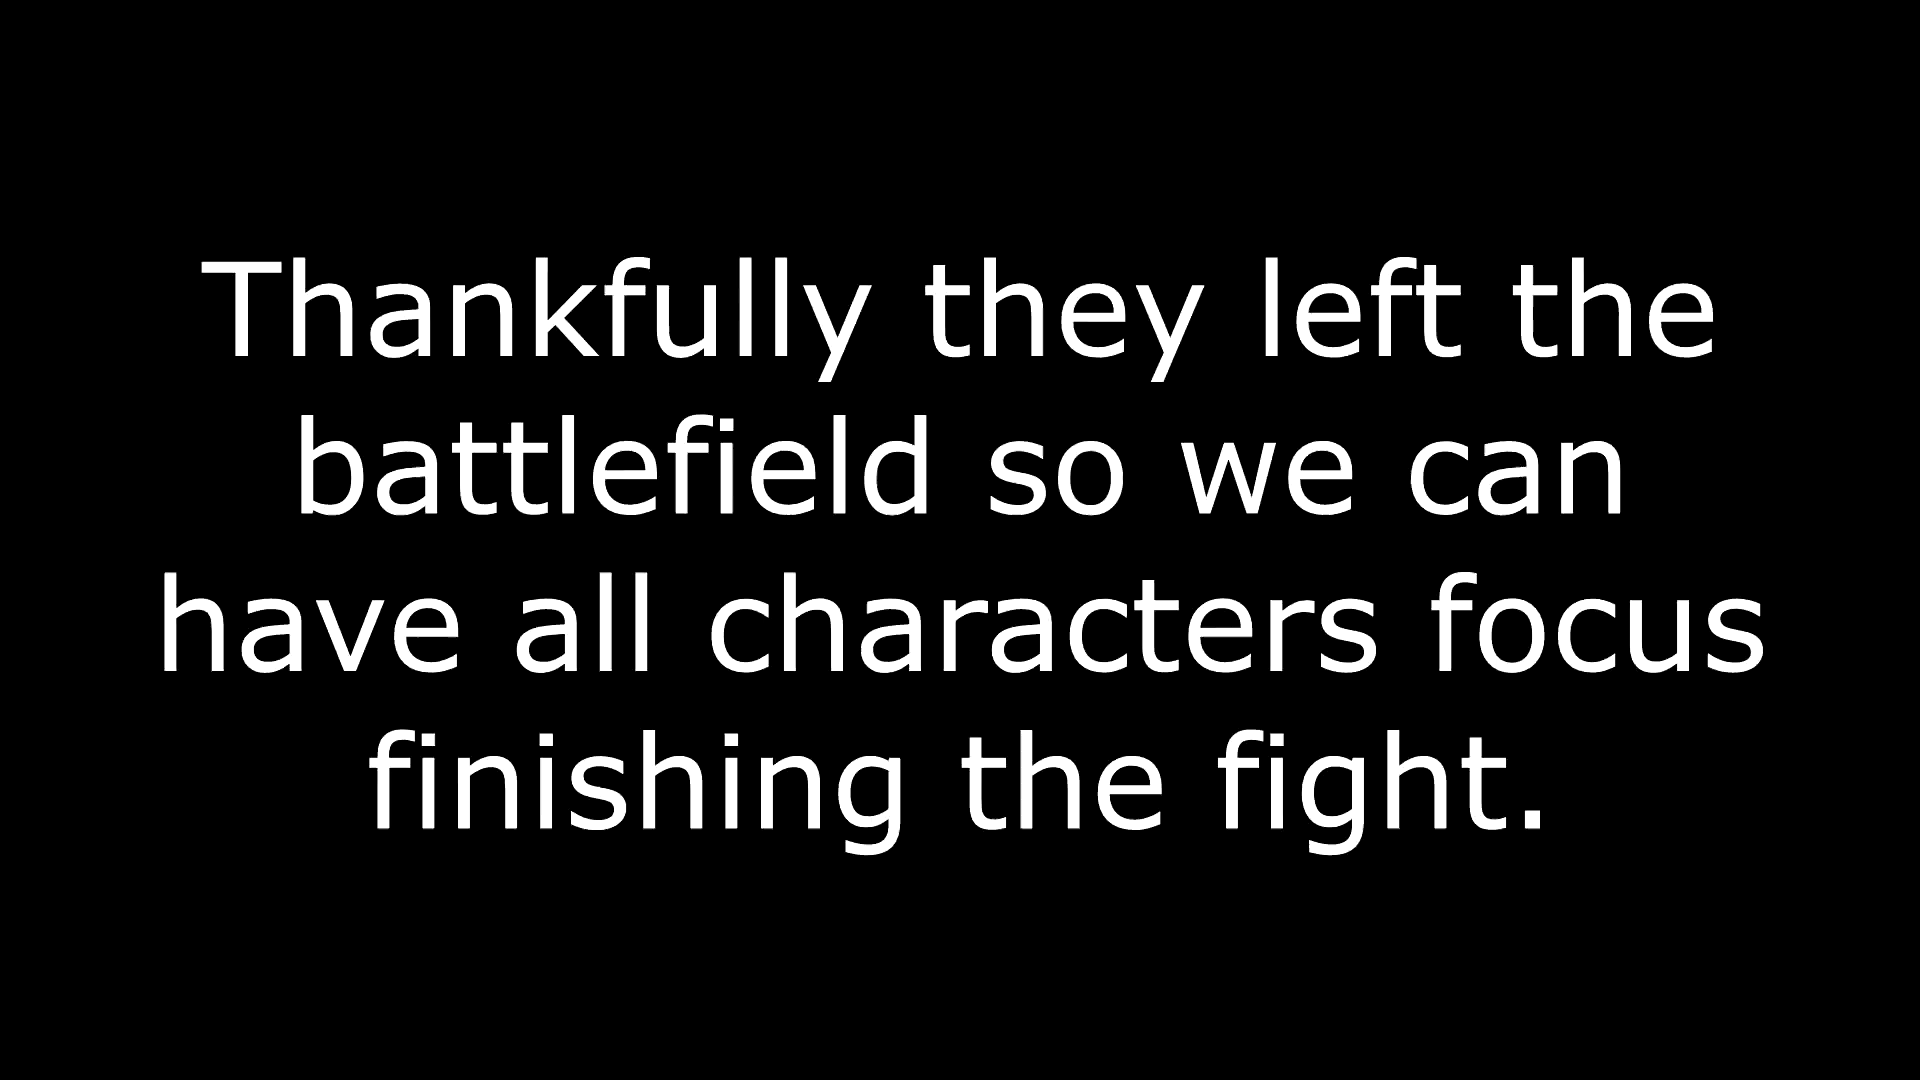 Thankfully they left the
battlefield so we can
have all characters focus
finishing the fight.